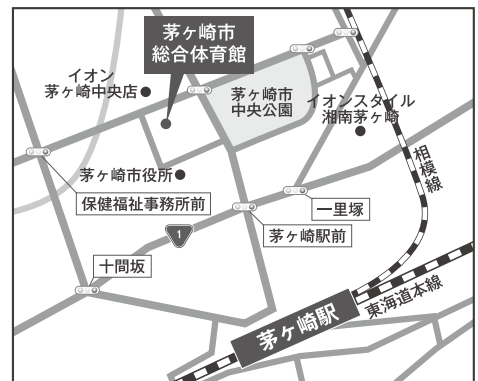 茅ヶ崎市
総合体育館
イオン
茅ヶ崎中央店
茅ヶ崎市
中央公園
イオンスタイル
湘南茅ヶ崎
相模線
茅ヶ崎市役所
保健福祉事務所前
一里塚
茅ヶ崎駅前
1
十間坂
東海道本線
茅ヶ崎駅